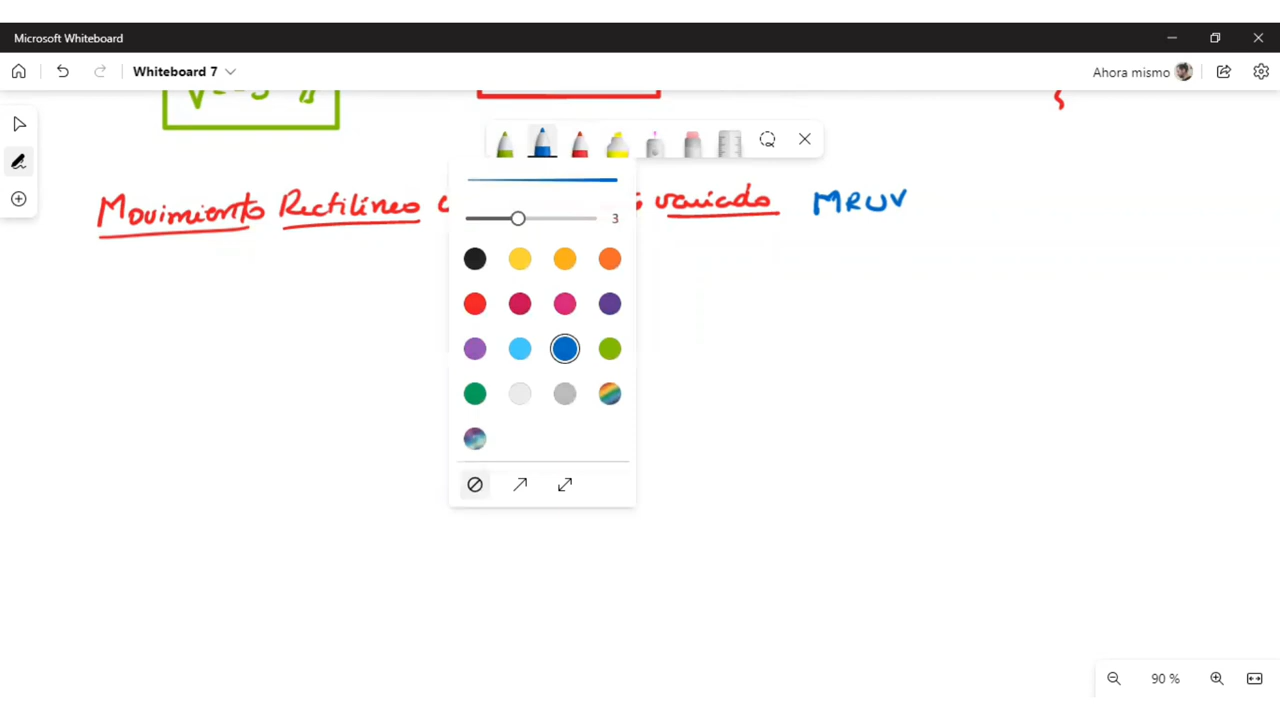 Microsoft Whiteboard
Whiteboard 7
Ahora mismo
Movimiento Rectilíneo variado MRUV
3
90 %